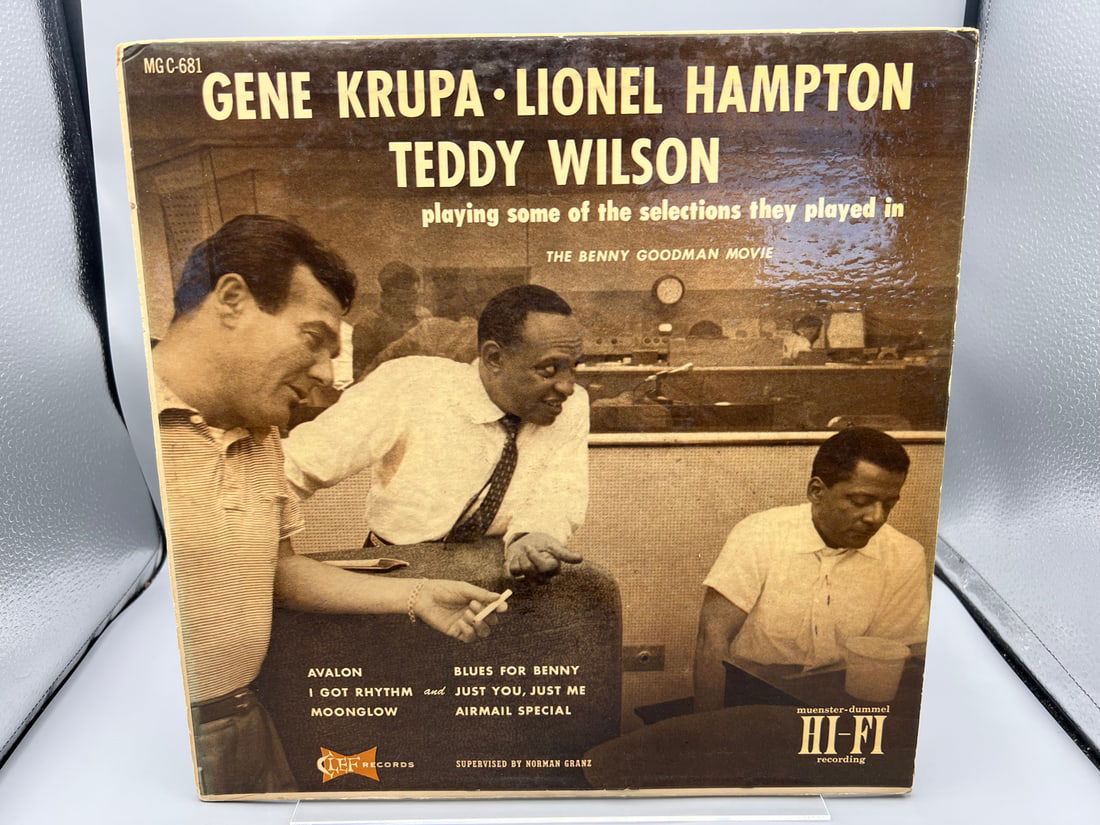 MG C-681
GENE KRUPA · LIONEL HAMPTON
TEDDY WILSON
playing some of the selections they played in
THE BENNY GOODMAN MOVIE
AVALON
I GOT RHYTHM and
MOONGLOW
BLUES FOR BENNY
JUST YOU, JUST ME
AIRMAIL SPECIAL
CLEF RECORDS
SUPERVISED BY NORMAN GRANZ
muenster-dummel
HI-FI
recording